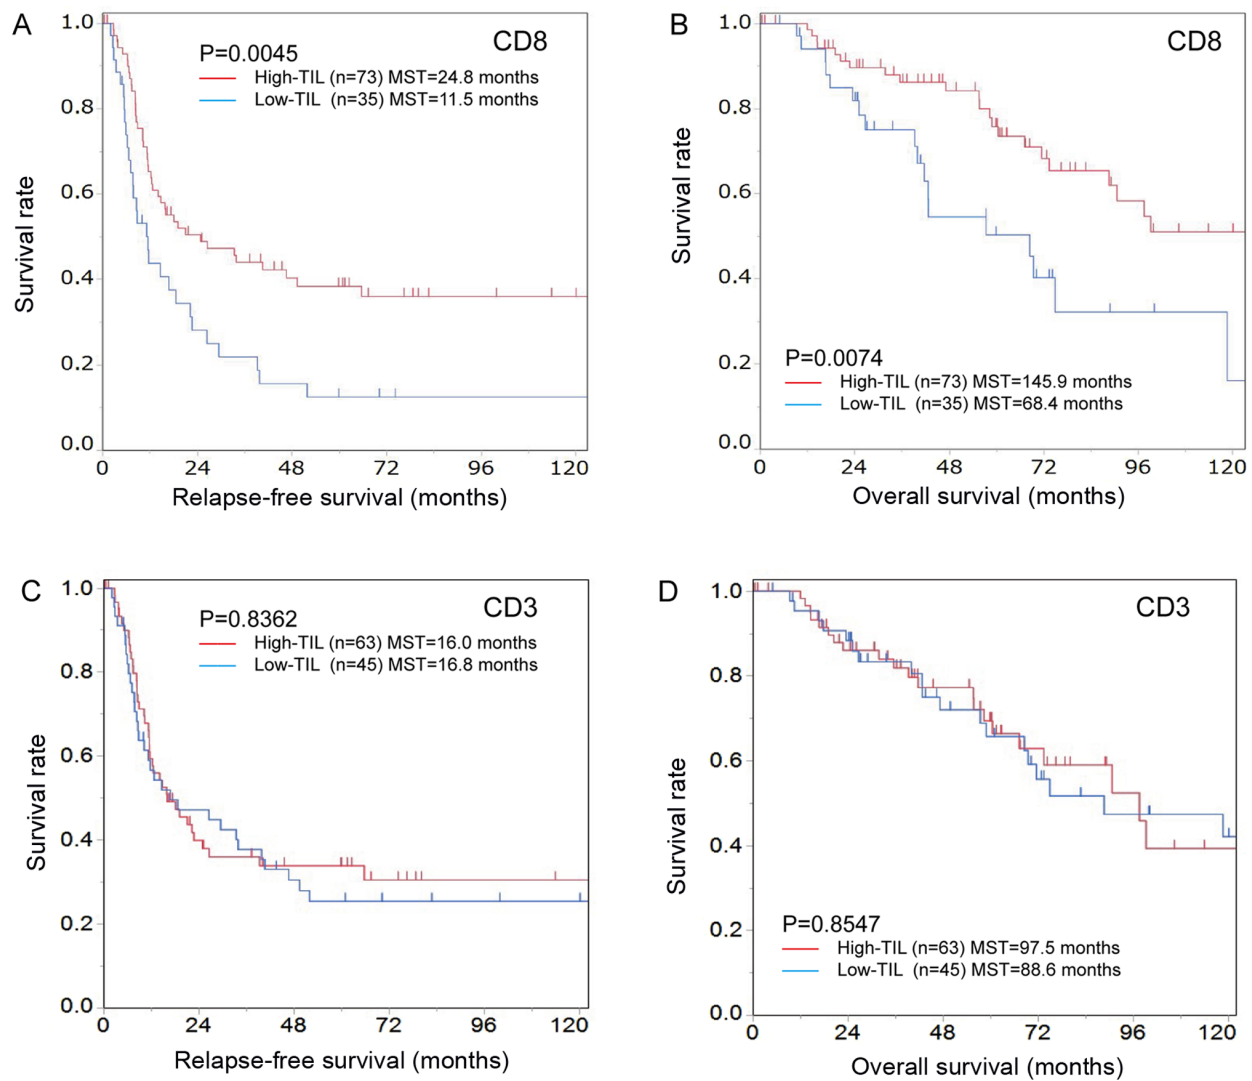 A
CD8
P=0.0045
High-TIL (n=73) MST=24.8 months
Low-TIL (n=35) MST=11.5 months
Survival rate
1.0
0.8
0.6
0.4
0.2
0.0
0 24 48 72 96 120
Relapse-free survival (months)
B
CD8
Survival rate
1.0
0.8
0.6
0.4
0.2
0.0
P=0.0074
High-TIL (n=73) MST=145.9 months
Low-TIL (n=35) MST=68.4 months
0 24 48 72 96 120
Overall survival (months)
C
CD3
P=0.8362
High-TIL (n=63) MST=16.0 months
Low-TIL (n=45) MST=16.8 months
Survival rate
1.0
0.8
0.6
0.4
0.2
0.0
0 24 48 72 96 120
Relapse-free survival (months)
D
CD3
Survival rate
1.0
0.8
0.6
0.4
0.2
0.0
P=0.8547
High-TIL (n=63) MST=97.5 months
Low-TIL (n=45) MST=88.6 months
0 24 48 72 96 120
Overall survival (months)